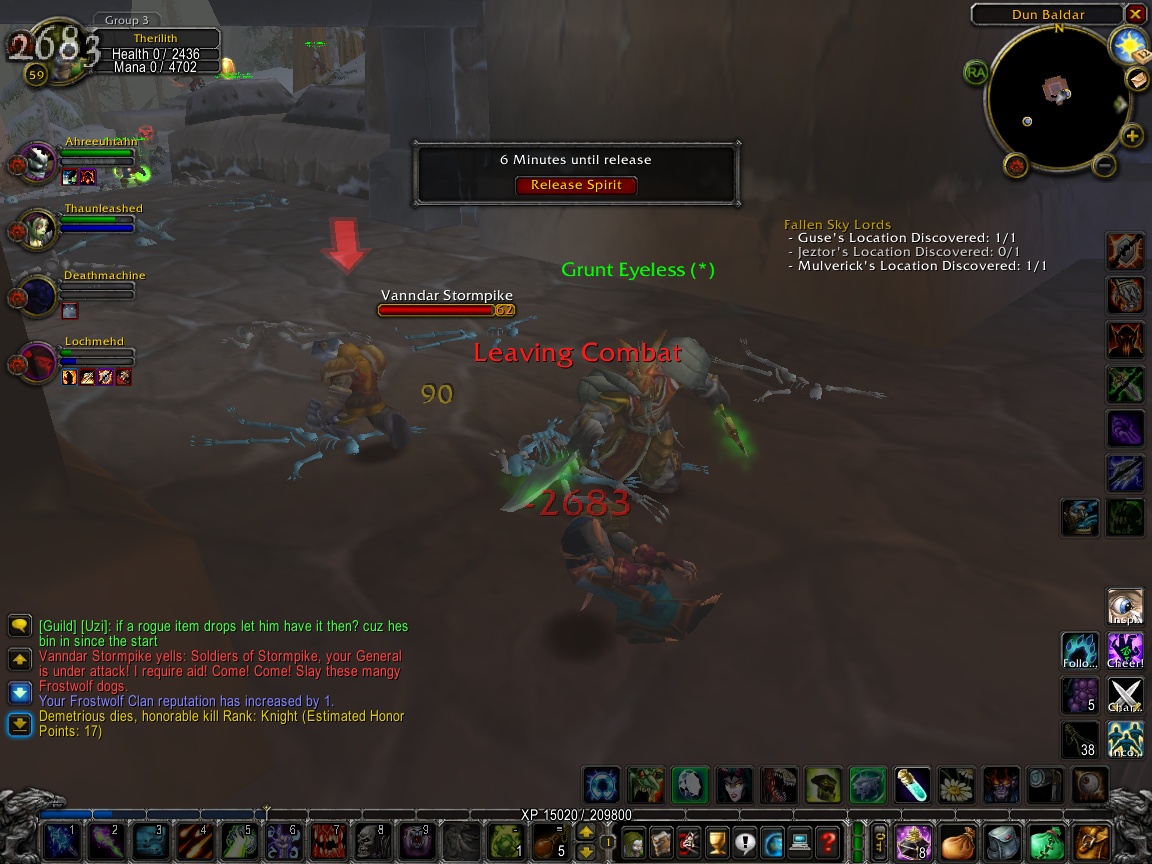 Group 3
Therilith
2683
Health 0 / 2436
Mana 0 / 4702
59
Dun Baldar
N
RA
Ahreeuhtahn
Thaunleashed
Deathmachine
Lochmehd
6 Minutes until release
Release Spirit
Fallen Sky Lords
- Guse's Location Discovered: 1/1
- Jeztor's Location Discovered: 0/1
- Mulverick's Location Discovered: 1/1
Grunt Eyeless (*)
Vanndar Stormpike
62
Leaving Combat
90
-2683
[Guild] [Uzi]: if a rogue item drops let him have it then? cuz hes
bin in since the start
Vanndar Stormpike yells: Soldiers of Stormpike, your General
is under attack! I require aid! Come! Come! Slay these mangy
Frostwolf dogs.
Your Frostwolf Clan reputation has increased by 1.
Demetrious dies, honorable kill Rank: Knight (Estimated Honor
Points: 17)
Insp...
Follo... Cheer!
5 Char...
38 Inco...
XP 15020 / 209800
1 2 3 4 5 6 7 8 9 - =
1 5 1 8